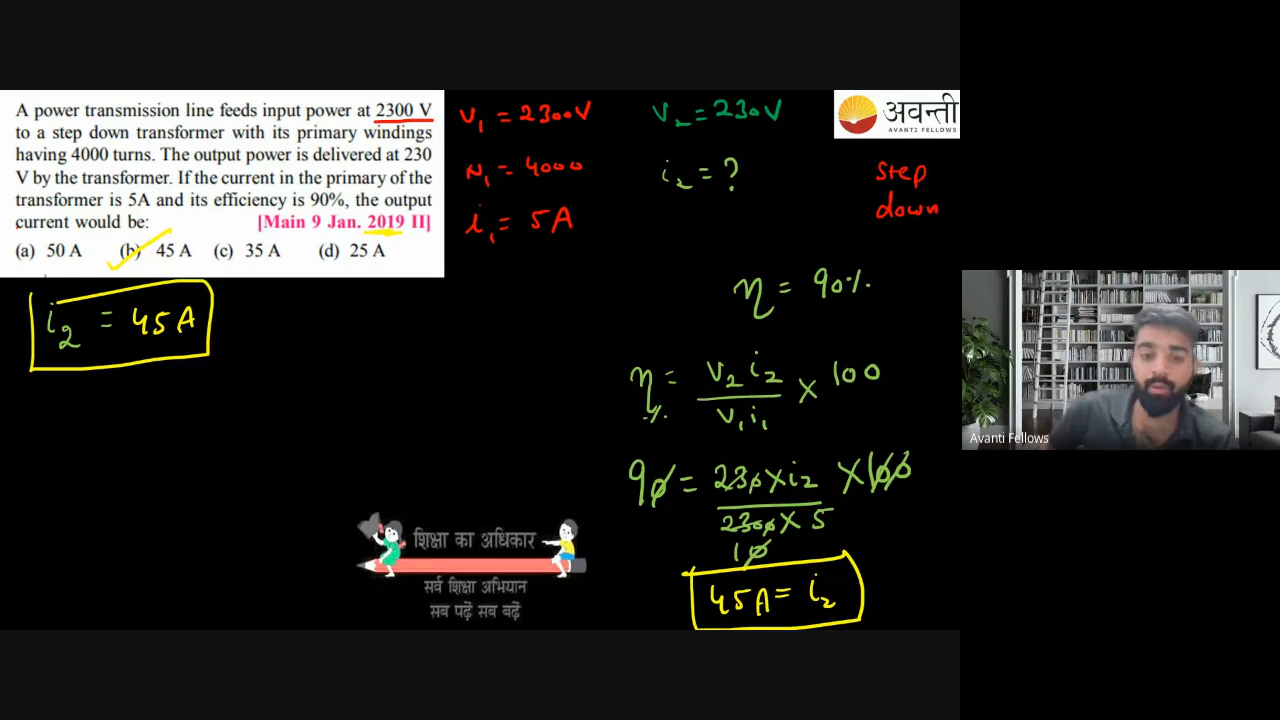 A power transmission line feeds input power at 2300 V
to a step down transformer with its primary windings
having 4000 turns. The output power is delivered at 230
V by the transformer. If the current in the primary of the
transformer is 5A and its efficiency is 90%, the output
current would be: [Main 9 Jan. 2019 II]
(a) 50 A (b) 45 A (c) 35 A (d) 25 A
i₂ = 45A
V₁ = 2300V
N₁ = 4000
i₁ = 5A
V₂ = 230V
i₂ = ?
अवन्ती
AVANTI FELLOWS
step
down
η = 90%
η% = V₂ i₂ / V₁ i₁ × 100
90 = 230 × i₂ / 2300 × 5 × 100
10
45A = i₂
शिक्षा का अधिकार
सर्व शिक्षा अभियान
सब पढ़ें सब बढ़ें
Avanti Fellows